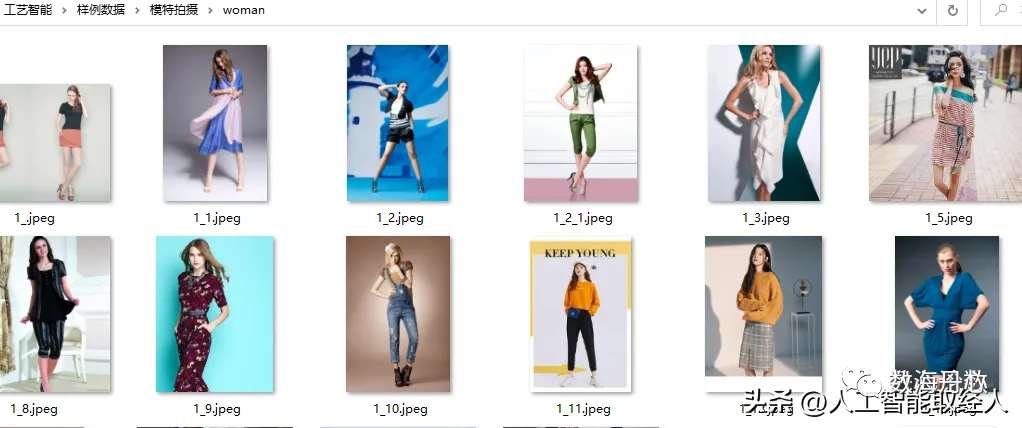 工艺智能 > 样例数据 > 模特拍摄 > woman
yep
1_.jpeg
1_1.jpeg
1_2.jpeg
1_2_1.jpeg
1_3.jpeg
1_5.jpeg
KEEP YOUNG
1_8.jpeg
1_9.jpeg
1_10.jpeg
1_11.jpeg
数海丹数
头条 @人工智能取经人